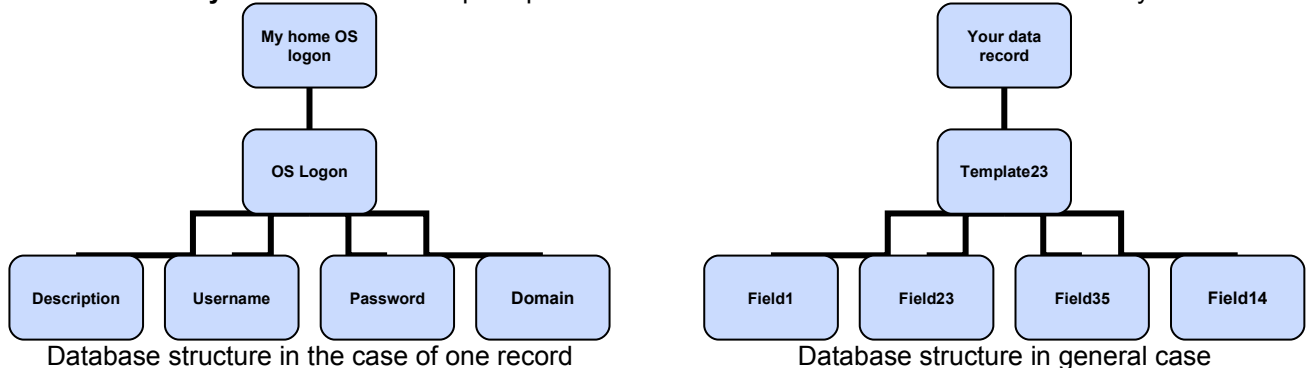 My home OS
logon
OS Logon
Description
Username
Password
Domain
Database structure in the case of one record
Your data
record
Template23
Field1
Field23
Field35
Field14
Database structure in general case